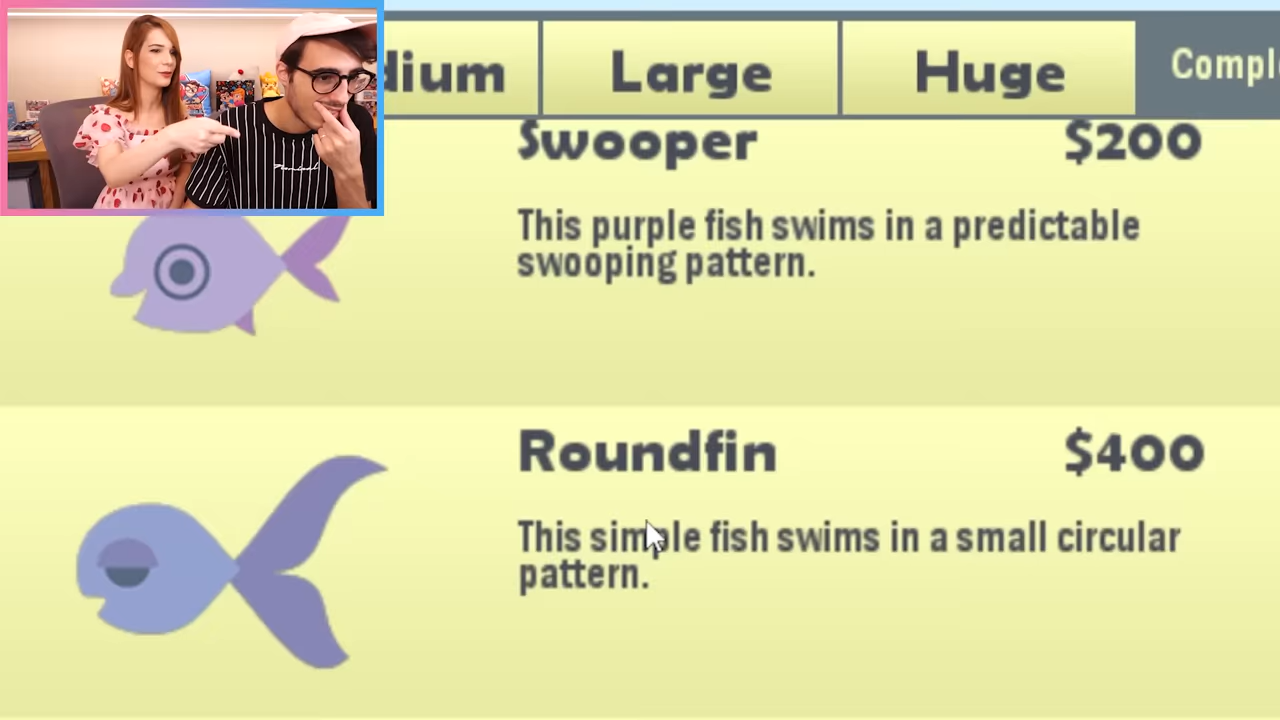 dium Large Huge Compl
Swooper $200
This purple fish swims in a predictable
swooping pattern.
Roundfin $400
This simple fish swims in a small circular
pattern.